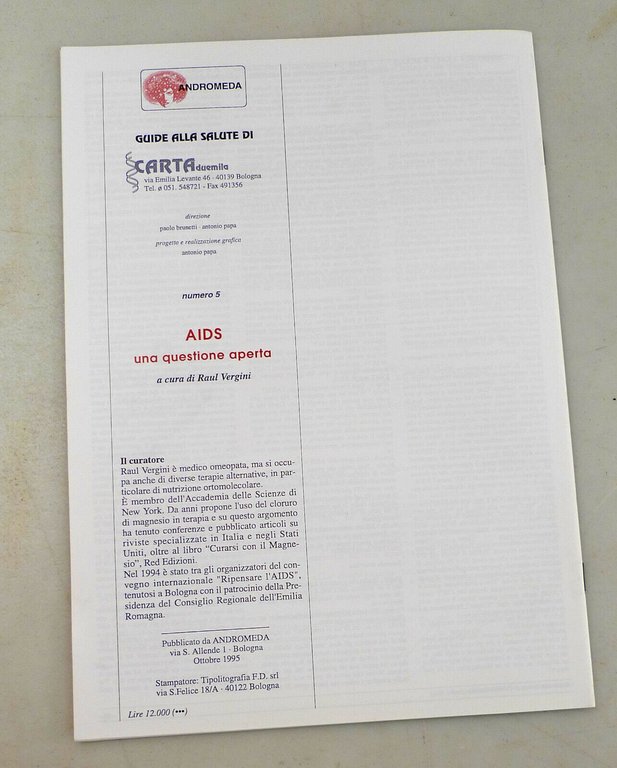 ANDROMEDA
GUIDE ALLA SALUTE DI
CARTA duemila
via Emilia Levante 46 - 40139 Bologna
Tel. ø 051. 548721 - Fax 491356
direzione
paolo brunetti - antonio papa
progetto e realizzazione grafica
antonio papa
numero 5
AIDS
una questione aperta
a cura di Raul Vergini
Il curatore
Raul Vergini è medico omeopata, ma si occu-
pa anche di diverse terapie alternative, in par-
ticolare di nutrizione ortomolecolare.
È membro dell'Accademia delle Scienze di
New York. Da anni propone l'uso del cloruro
di magnesio in terapia e su questo argomento
ha tenuto conferenze e pubblicato articoli su
riviste specializzate in Italia e negli Stati
Uniti, oltre al libro “Curarsi con il Magne-
sio”, Red Edizioni.
Nel 1994 è stato tra gli organizzatori del con-
vegno internazionale "Ripensare l'AIDS",
tenutosi a Bologna con il patrocinio della Pre-
sidenza del Consiglio Regionale dell'Emilia
Romagna.
Pubblicato da ANDROMEDA
via S. Allende 1 - Bologna
Ottobre 1995
Stampatore: Tipolitografia F.D. srl
via S.Felice 18/A - 40122 Bologna
Lire 12.000 (•••)